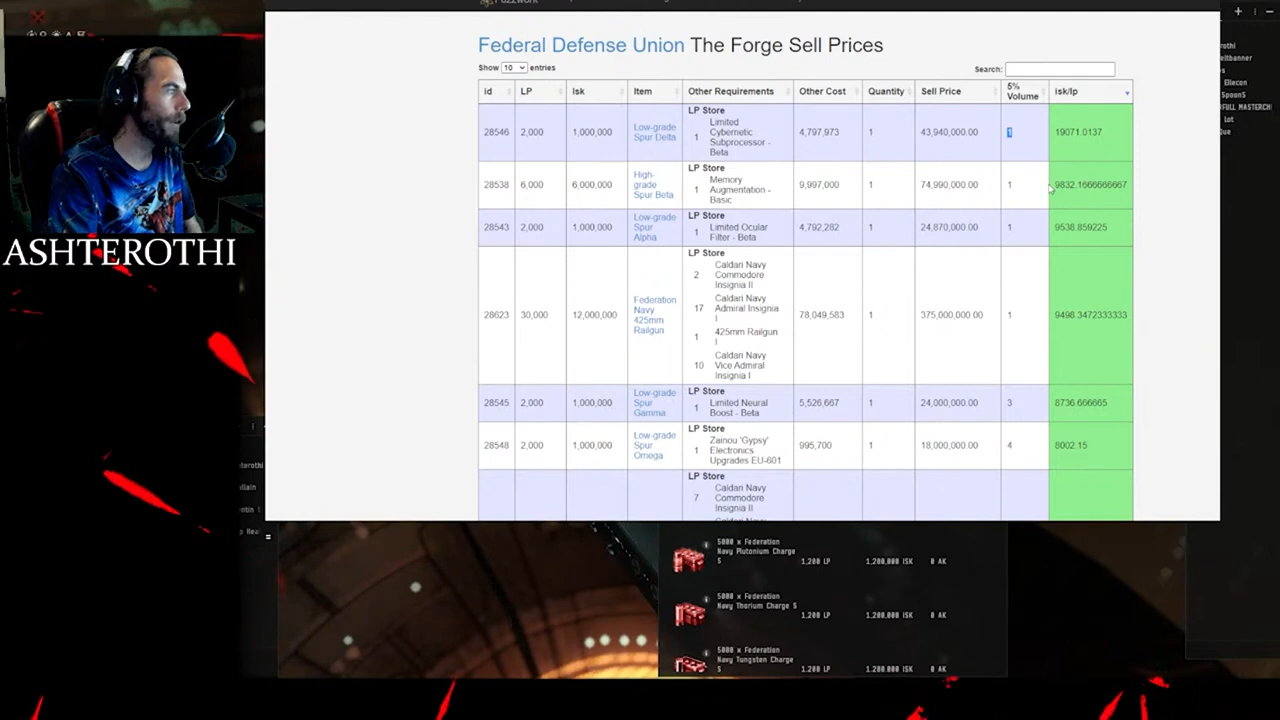 Federal Defense Union The Forge Sell Prices
Show 10 entries
Search:
id LP Isk Item Other Requirements Other Cost Quantity Sell Price 5% Volume isk/lp
28546 2,000 1,000,000 Low-grade Spur Delta LP Store 1 Limited Cybernetic Subprocessor - Beta 4,797,973 1 43,940,000.00 1 19071.0137
28538 6,000 6,000,000 High-grade Spur Beta LP Store 1 Memory Augmentation - Basic 9,997,000 1 74,990,000.00 1 9832.1666666667
28543 2,000 1,000,000 Low-grade Spur Alpha LP Store 1 Limited Ocular Filter - Beta 4,792,282 1 24,870,000.00 1 9538.859225
28623 30,000 12,000,000 Federation Navy 425mm Railgun LP Store 2 Caldari Navy Commodore Insignia II 17 Caldari Navy Admiral Insignia I 1 425mm Railgun I 10 Caldari Navy Vice Admiral Insignia I 78,049,583 1 375,000,000.00 1 9498.3472333333
28545 2,000 1,000,000 Low-grade Spur Gamma LP Store 1 Limited Neural Boost - Beta 5,526,667 1 24,000,000.00 3 8736.666665
28548 2,000 1,000,000 Low-grade Spur Omega LP Store 1 Zainou 'Gypsy' Electronics Upgrades EU-601 995,700 1 18,000,000.00 4 8002.15
LP Store
7 Caldari Navy Commodore Insignia II
ASHTEROTHI
5000 x Federation Navy Plutonium Charge S 1,200 LP 1,200,000 ISK 0 AK
5000 x Federation Navy Thorium Charge S 1,200 LP 1,200,000 ISK 0 AK
5000 x Federation Navy Tungsten Charge S 1,200 LP 1,200,000 ISK 0 AK